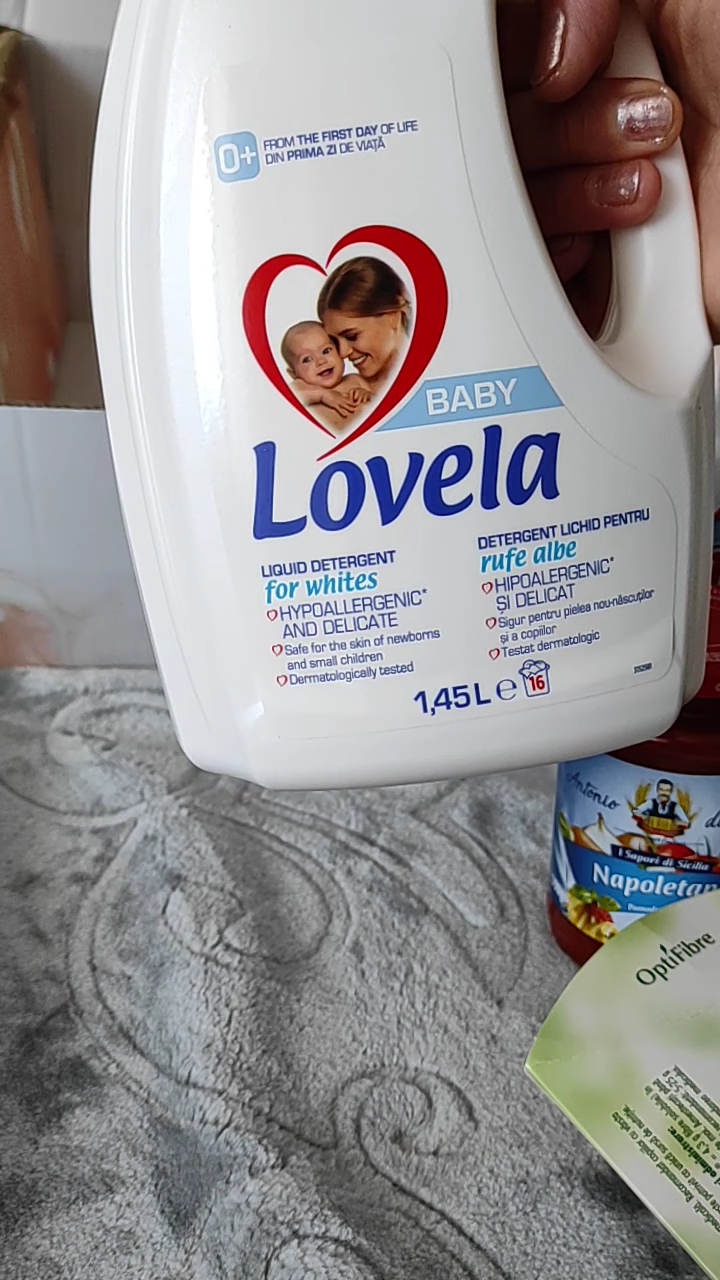 0+
FROM THE FIRST DAY OF LIFE
DIN PRIMA ZI DE VIAȚĂ
BABY
Lovela
LIQUID DETERGENT
for whites
HYPOALLERGENIC*
AND DELICATE
Safe for the skin of newborns
and small children
Dermatologically tested
DETERGENT LICHID PENTRU
rufe albe
HIPOALERGENIC*
ȘI DELICAT
Sigur pentru pielea nou-născuților
și a copiilor
Testat dermatologic
1,45 L e 16
Antonio
I Sapori di Sicilia
OptiFibre